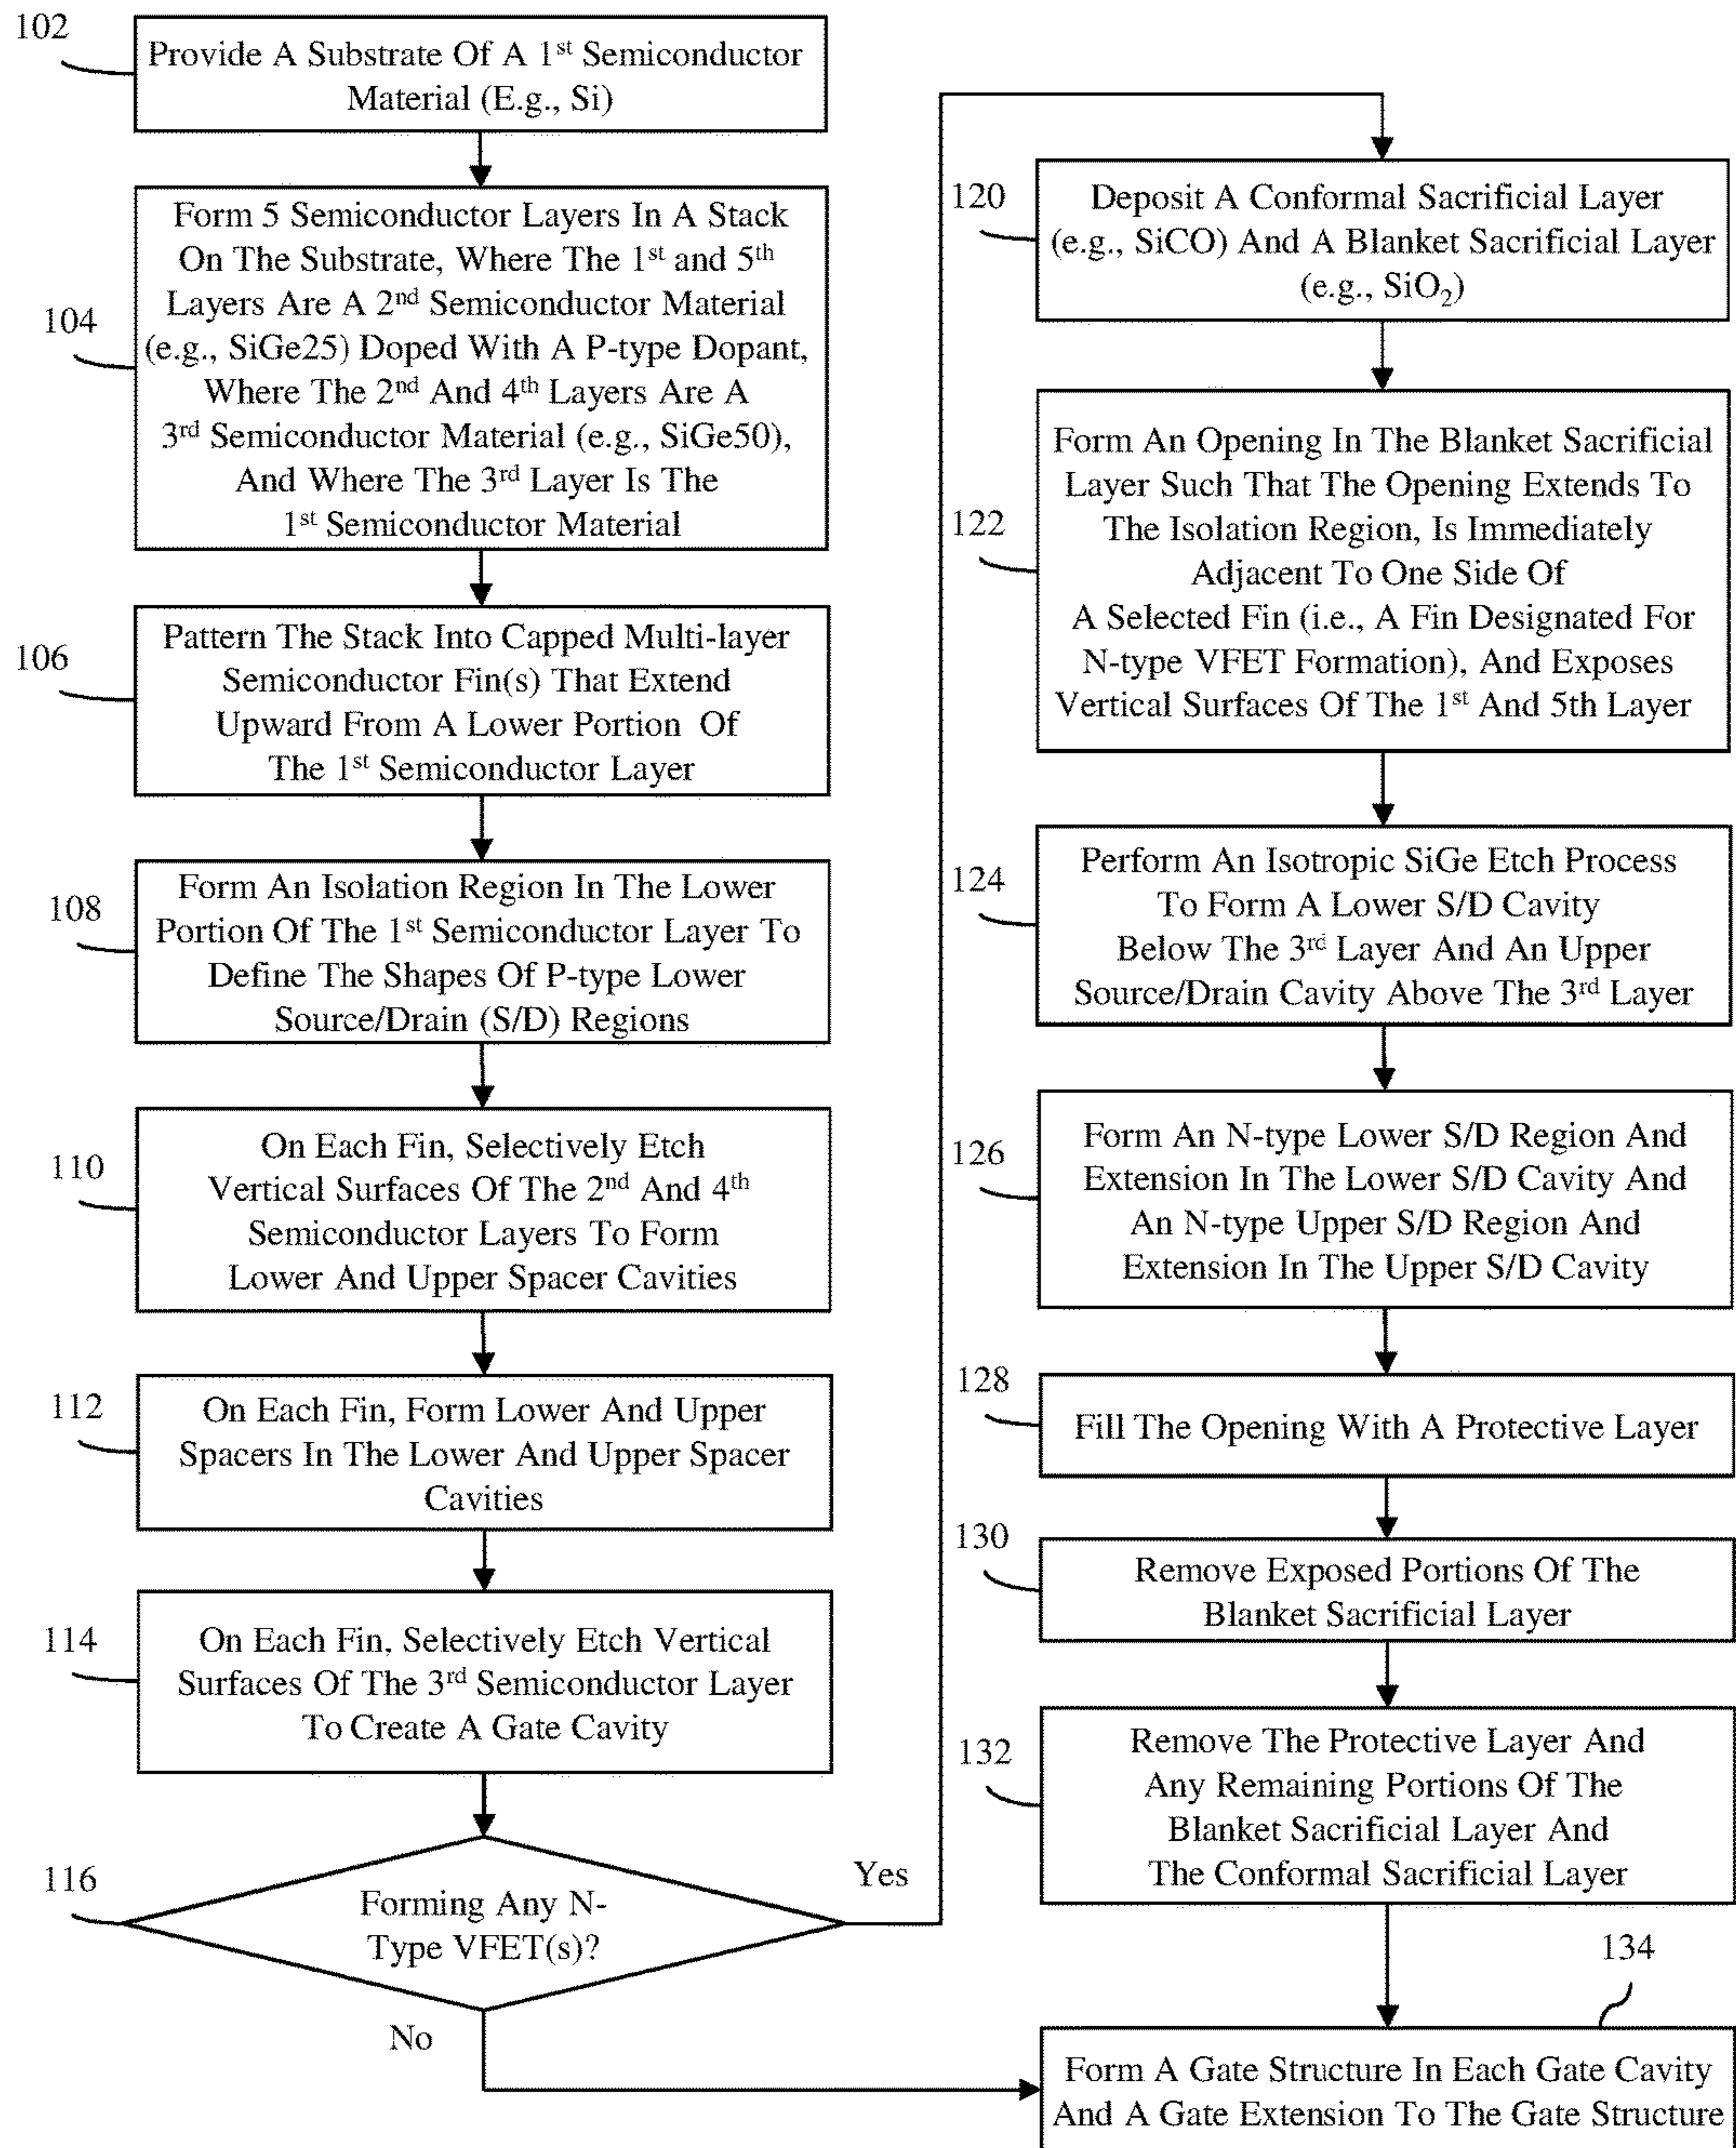 102
Provide A Substrate Of A 1st Semiconductor
Material (E.g., Si)
104
Form 5 Semiconductor Layers In A Stack
On The Substrate, Where The 1st and 5th
Layers Are A 2nd Semiconductor Material
(e.g., SiGe25) Doped With A P-type Dopant,
Where The 2nd And 4th Layers Are A
3rd Semiconductor Material (e.g., SiGe50),
And Where The 3rd Layer Is The
1st Semiconductor Material
106
Pattern The Stack Into Capped Multi-layer
Semiconductor Fin(s) That Extend
Upward From A Lower Portion Of
The 1st Semiconductor Layer
108
Form An Isolation Region In The Lower
Portion Of The 1st Semiconductor Layer To
Define The Shapes Of P-type Lower
Source/Drain (S/D) Regions
110
On Each Fin, Selectively Etch
Vertical Surfaces Of The 2nd And 4th
Semiconductor Layers To Form
Lower And Upper Spacer Cavities
112
On Each Fin, Form Lower And Upper
Spacers In The Lower And Upper Spacer
Cavities
114
On Each Fin, Selectively Etch Vertical
Surfaces Of The 3rd Semiconductor Layer
To Create A Gate Cavity
116
Forming Any N-
Type VFET(s)?
Yes
No
120
Deposit A Conformal Sacrificial Layer
(e.g., SiCO) And A Blanket Sacrificial Layer
(e.g., SiO2)
122
Form An Opening In The Blanket Sacrificial
Layer Such That The Opening Extends To
The Isolation Region, Is Immediately
Adjacent To One Side Of
A Selected Fin (i.e., A Fin Designated For
N-type VFET Formation), And Exposes
Vertical Surfaces Of The 1st And 5th Layer
124
Perform An Isotropic SiGe Etch Process
To Form A Lower S/D Cavity
Below The 3rd Layer And An Upper
Source/Drain Cavity Above The 3rd Layer
126
Form An N-type Lower S/D Region And
Extension In The Lower S/D Cavity And
An N-type Upper S/D Region And
Extension In The Upper S/D Cavity
128
Fill The Opening With A Protective Layer
130
Remove Exposed Portions Of The
Blanket Sacrificial Layer
132
Remove The Protective Layer And
Any Remaining Portions Of The
Blanket Sacrificial Layer And
The Conformal Sacrificial Layer
134
Form A Gate Structure In Each Gate Cavity
And A Gate Extension To The Gate Structure